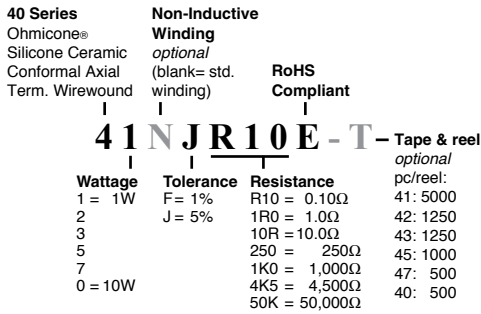 40 Series
Ohmicone®
Silicone Ceramic
Conformal Axial
Term. Wirewound
Non-Inductive
Winding
optional
(blank= std.
winding)
RoHS
Compliant
41NJR10E-T
Tape & reel
optional
pc/reel:
41: 5000
42: 1250
43: 1250
45: 1000
47: 500
40: 500
Wattage
1 = 1W
2
3
5
7
0 = 10W
Tolerance
F= 1%
J = 5%
Resistance
R10 = 0.10Ω
1R0 = 1.0Ω
10R =10.0Ω
250 = 250Ω
1K0 = 1,000Ω
4K5 = 4,500Ω
50K = 50,000Ω